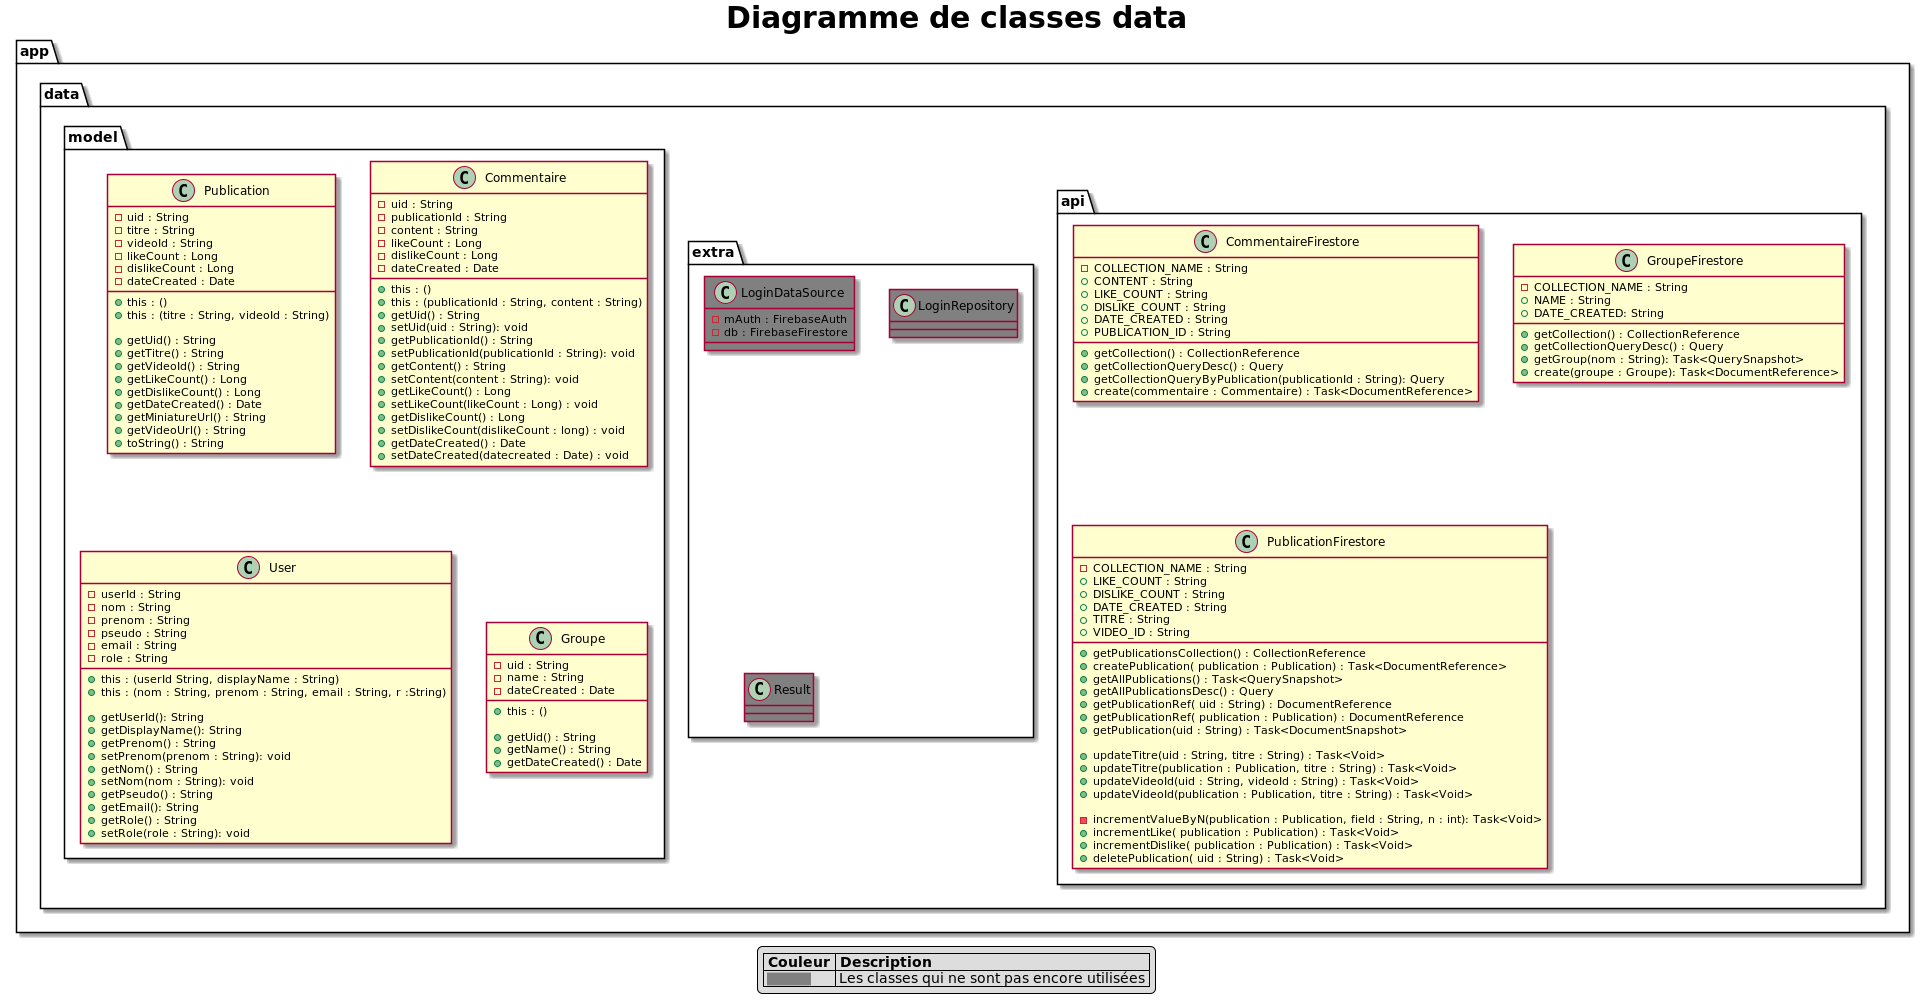 Diagramme de classes data
app
data
model
Publication
uid : String
titre : String
videoId : String
likeCount : Long
dislikeCount : Long
dateCreated : Date
this : ()
this : (titre : String, videoId : String)
getUid() : String
getTitre() : String
getVideoId() : String
getLikeCount() : Long
getDislikeCount() : Long
getDateCreated() : Date
getMiniatureUrl() : String
getVideoUrl() : String
toString() : String
Commentaire
uid : String
publicationId : String
content : String
likeCount : Long
dislikeCount : Long
dateCreated : Date
this : ()
this : (publicationId : String, content : String)
getUid() : String
setUid(uid : String): void
getPublicationId() : String
setPublicationId(publicationId : String): void
getContent() : String
setContent(content : String): void
getLikeCount() : Long
setLikeCount(likeCount : Long) : void
getDislikeCount() : Long
setDislikeCount(dislikeCount : long) : void
getDateCreated() : Date
setDateCreated(datecreated : Date) : void
User
userId : String
nom : String
prenom : String
pseudo : String
email : String
role : String
this : (userId String, displayName : String)
this : (nom : String, prenom : String, email : String, r :String)
getUserId(): String
getDisplayName(): String
getPrenom() : String
setPrenom(prenom : String): void
getNom() : String
setNom(nom : String): void
getPseudo() : String
getEmail(): String
getRole() : String
setRole(role : String): void
Groupe
uid : String
name : String
dateCreated : Date
this : ()
getUid() : String
getName() : String
getDateCreated() : Date
extra
LoginDataSource
mAuth : FirebaseAuth
db : FirebaseFirestore
LoginRepository
Result
api
CommentaireFirestore
COLLECTION_NAME : String
CONTENT : String
LIKE_COUNT : String
DISLIKE_COUNT : String
DATE_CREATED : String
PUBLICATION_ID : String
getCollection() : CollectionReference
getCollectionQueryDesc() : Query
getCollectionQueryByPublication(publicationId : String): Query
create(commentaire : Commentaire) : Task<DocumentReference>
GroupeFirestore
COLLECTION_NAME : String
NAME : String
DATE_CREATED: String
getCollection() : CollectionReference
getCollectionQueryDesc() : Query
getGroup(nom : String): Task<QuerySnapshot>
create(groupe : Groupe): Task<DocumentReference>
PublicationFirestore
COLLECTION_NAME : String
LIKE_COUNT : String
DISLIKE_COUNT : String
DATE_CREATED : String
TITRE : String
VIDEO_ID : String
getPublicationsCollection() : CollectionReference
createPublication( publication : Publication) : Task<DocumentReference>
getAllPublications() : Task<QuerySnapshot>
getAllPublicationsDesc() : Query
getPublicationRef( uid : String) : DocumentReference
getPublicationRef( publication : Publication) : DocumentReference
getPublication(uid : String) : Task<DocumentSnapshot>
updateTitre(uid : String, titre : String) : Task<Void>
updateTitre(publication : Publication, titre : String) : Task<Void>
updateVideoId(uid : String, videoId : String) : Task<Void>
updateVideoId(publication : Publication, titre : String) : Task<Void>
incrementValueByN(publication : Publication, field : String, n : int): Task<Void>
incrementLike( publication : Publication) : Task<Void>
incrementDislike( publication : Publication) : Task<Void>
deletePublication( uid : String) : Task<Void>
Couleur Description
Les classes qui ne sont pas encore utilisées